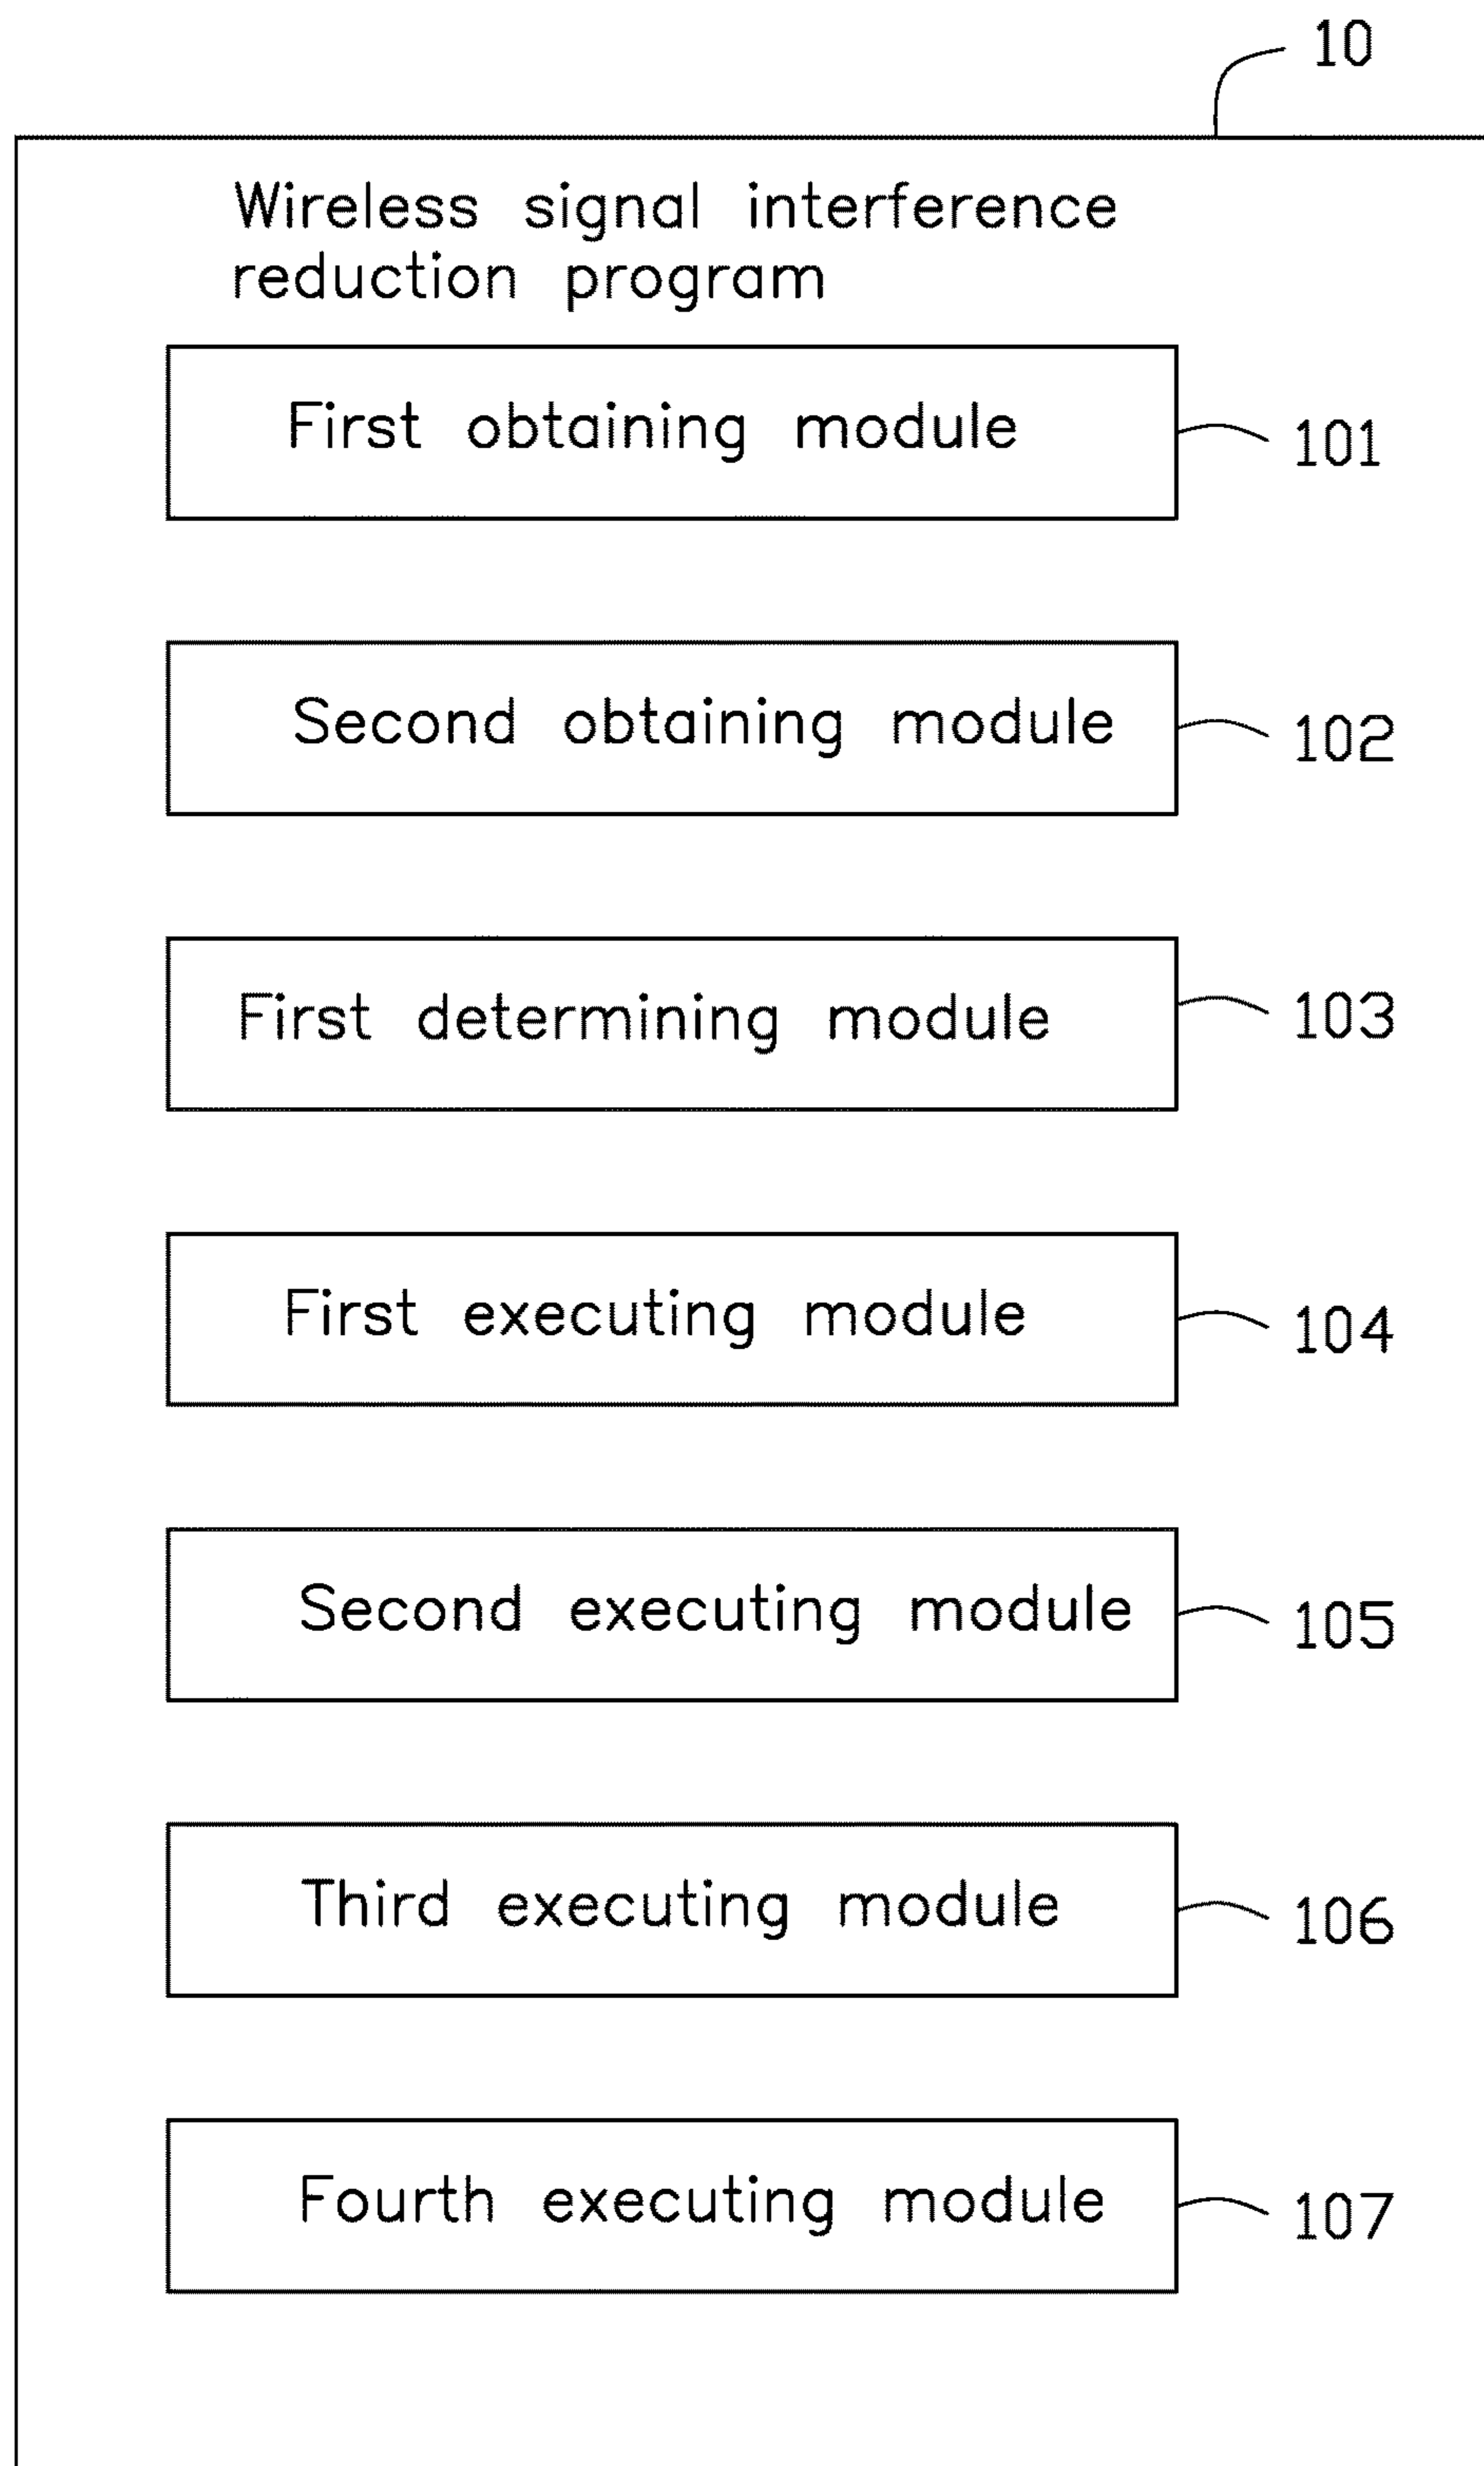 10
Wireless signal interference
reduction program
First obtaining module
101
Second obtaining module
102
First determining module
103
First executing module
104
Second executing module
105
Third executing module
106
Fourth executing module
107